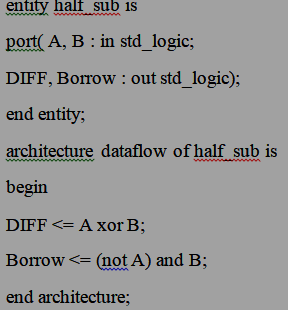 entity half_sub is
port( A, B : in std_logic;
DIFF, Borrow : out std_logic);
end entity;
architecture dataflow of half_sub is
begin
DIFF <= A xor B;
Borrow <= (not A) and B;
end architecture;